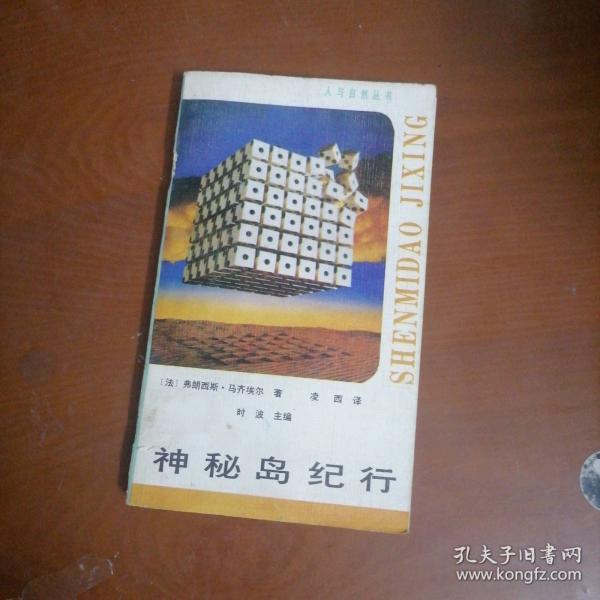 人与自然丛书
SHENMIDAO JIXING
〔法〕弗朗西斯·马齐埃尔 著 凌西 译
时波 主编
神秘岛纪行
孔夫子旧书网
www.kongfz.com